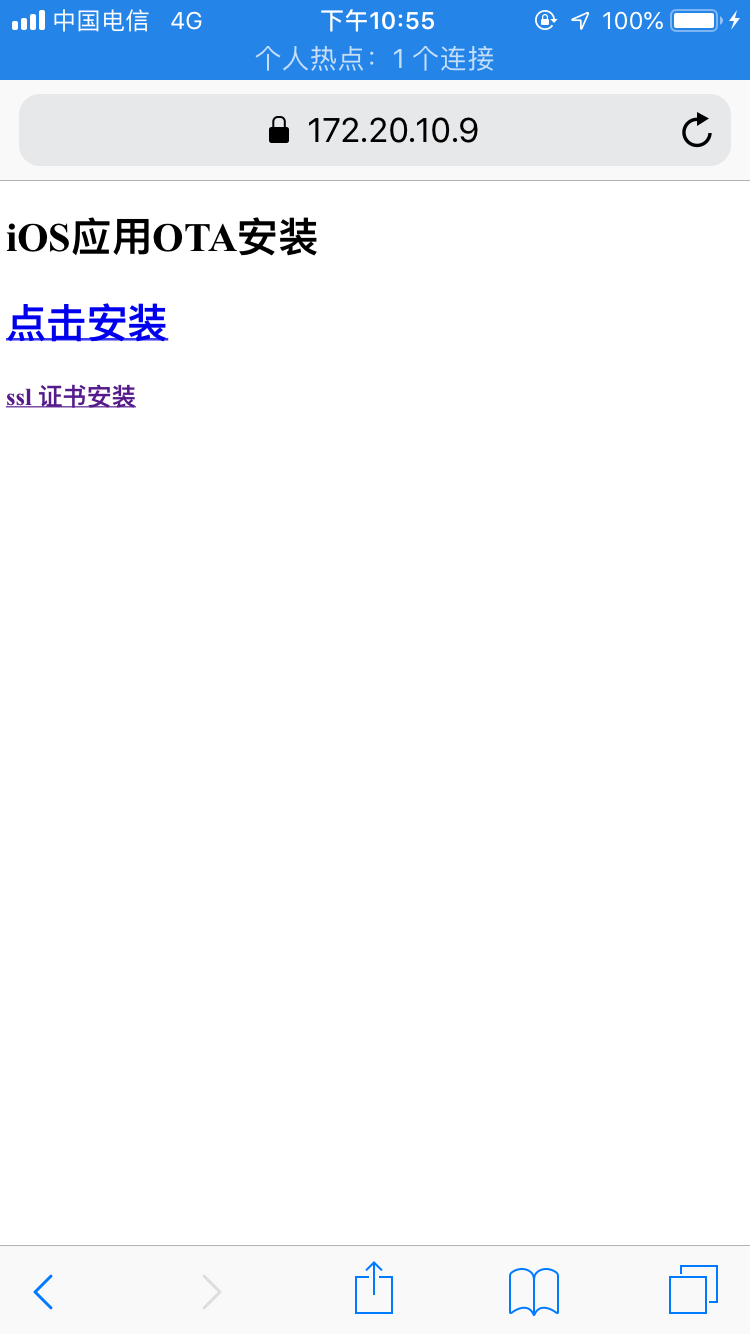 中国电信 4G 下午10:55 100%
个人热点：1 个连接
172.20.10.9
iOS应用OTA安装
点击安装
ssl 证书安装